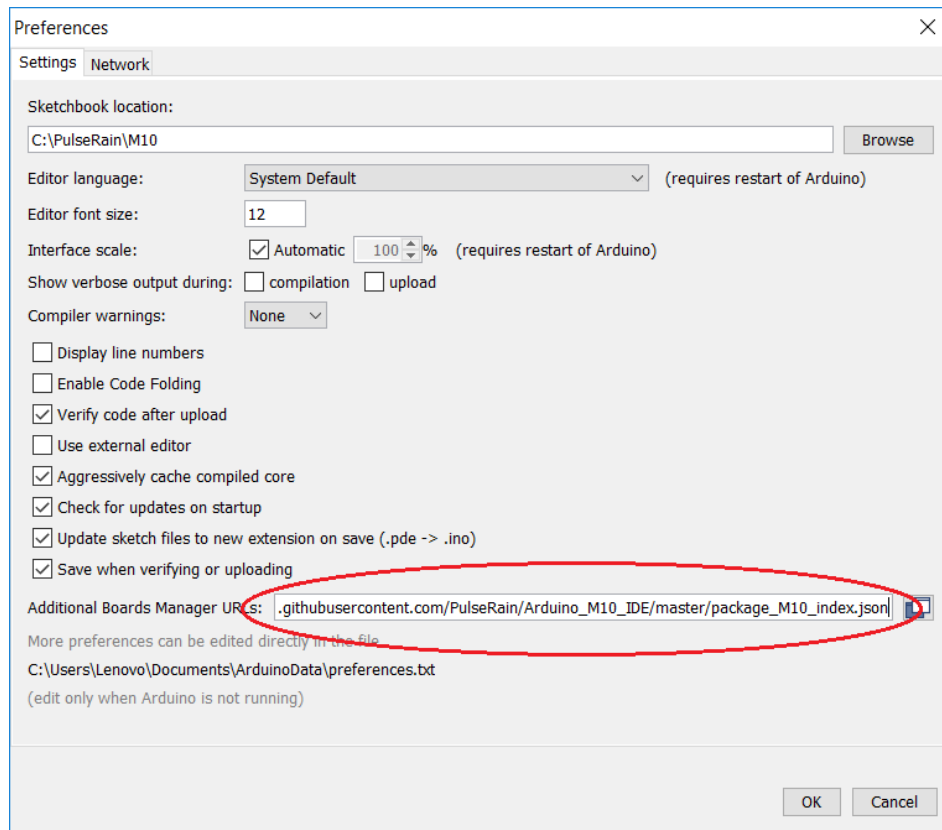 Preferences
Settings Network
Sketchbook location:
C:\PulseRain\M10 Browse
Editor language: System Default (requires restart of Arduino)
Editor font size: 12
Interface scale: Automatic 100 % (requires restart of Arduino)
Show verbose output during: compilation upload
Compiler warnings: None
Display line numbers
Enable Code Folding
Verify code after upload
Use external editor
Aggressively cache compiled core
Check for updates on startup
Update sketch files to new extension on save (.pde -> .ino)
Save when verifying or uploading
Additional Boards Manager URLs: .githubusercontent.com/PulseRain/Arduino_M10_IDE/master/package_M10_index.json
More preferences can be edited directly in the file
C:\Users\Lenovo\Documents\ArduinoData\preferences.txt
(edit only when Arduino is not running)
OK Cancel